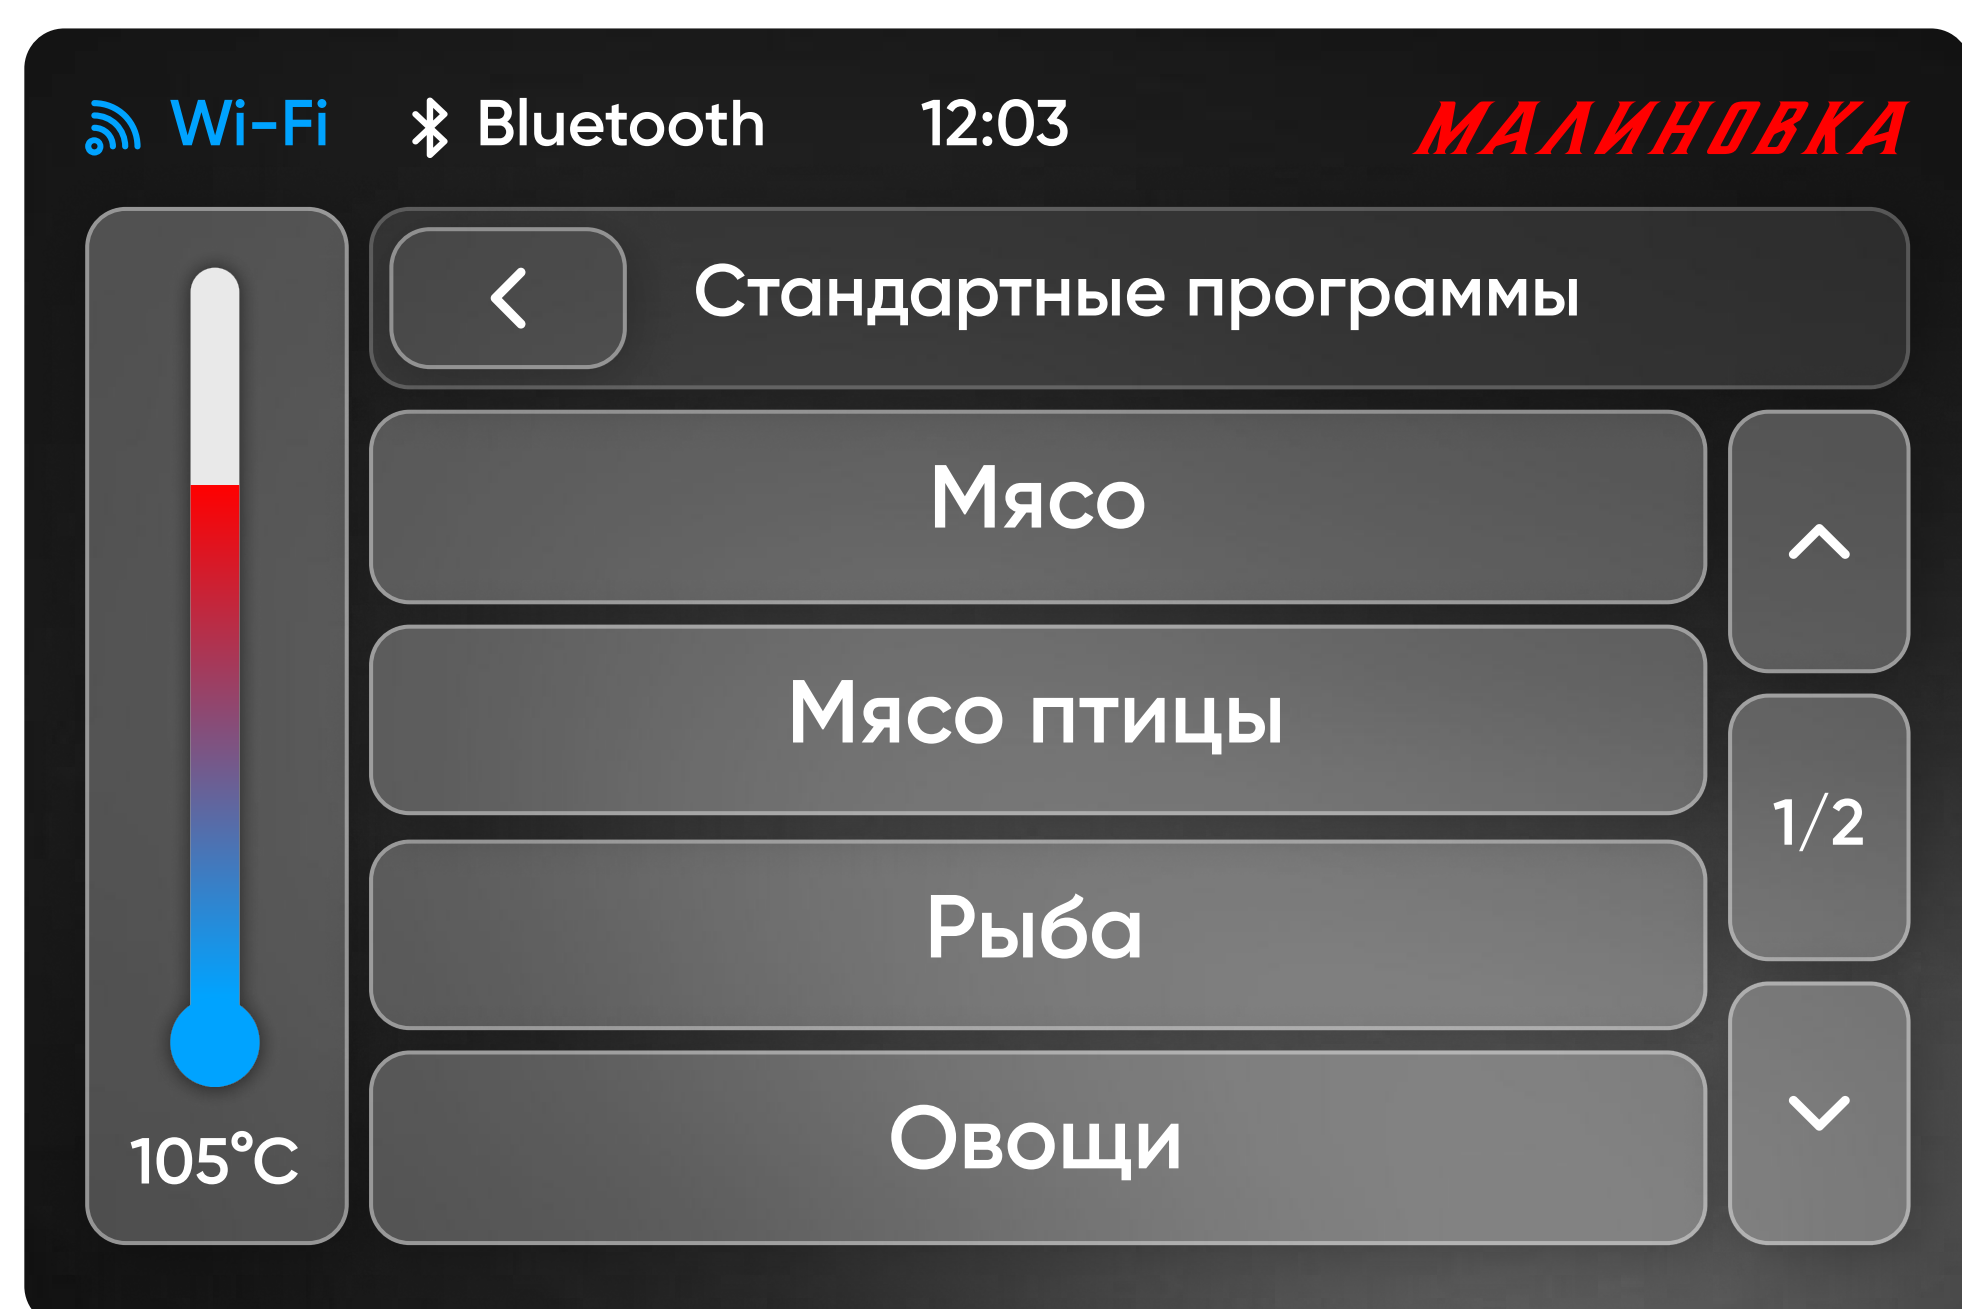 Wi-Fi Bluetooth 12:03 МАЛИНОВКА
Стандартные программы
Мясо
Мясо птицы
1/2
Рыба
Овощи
105°C